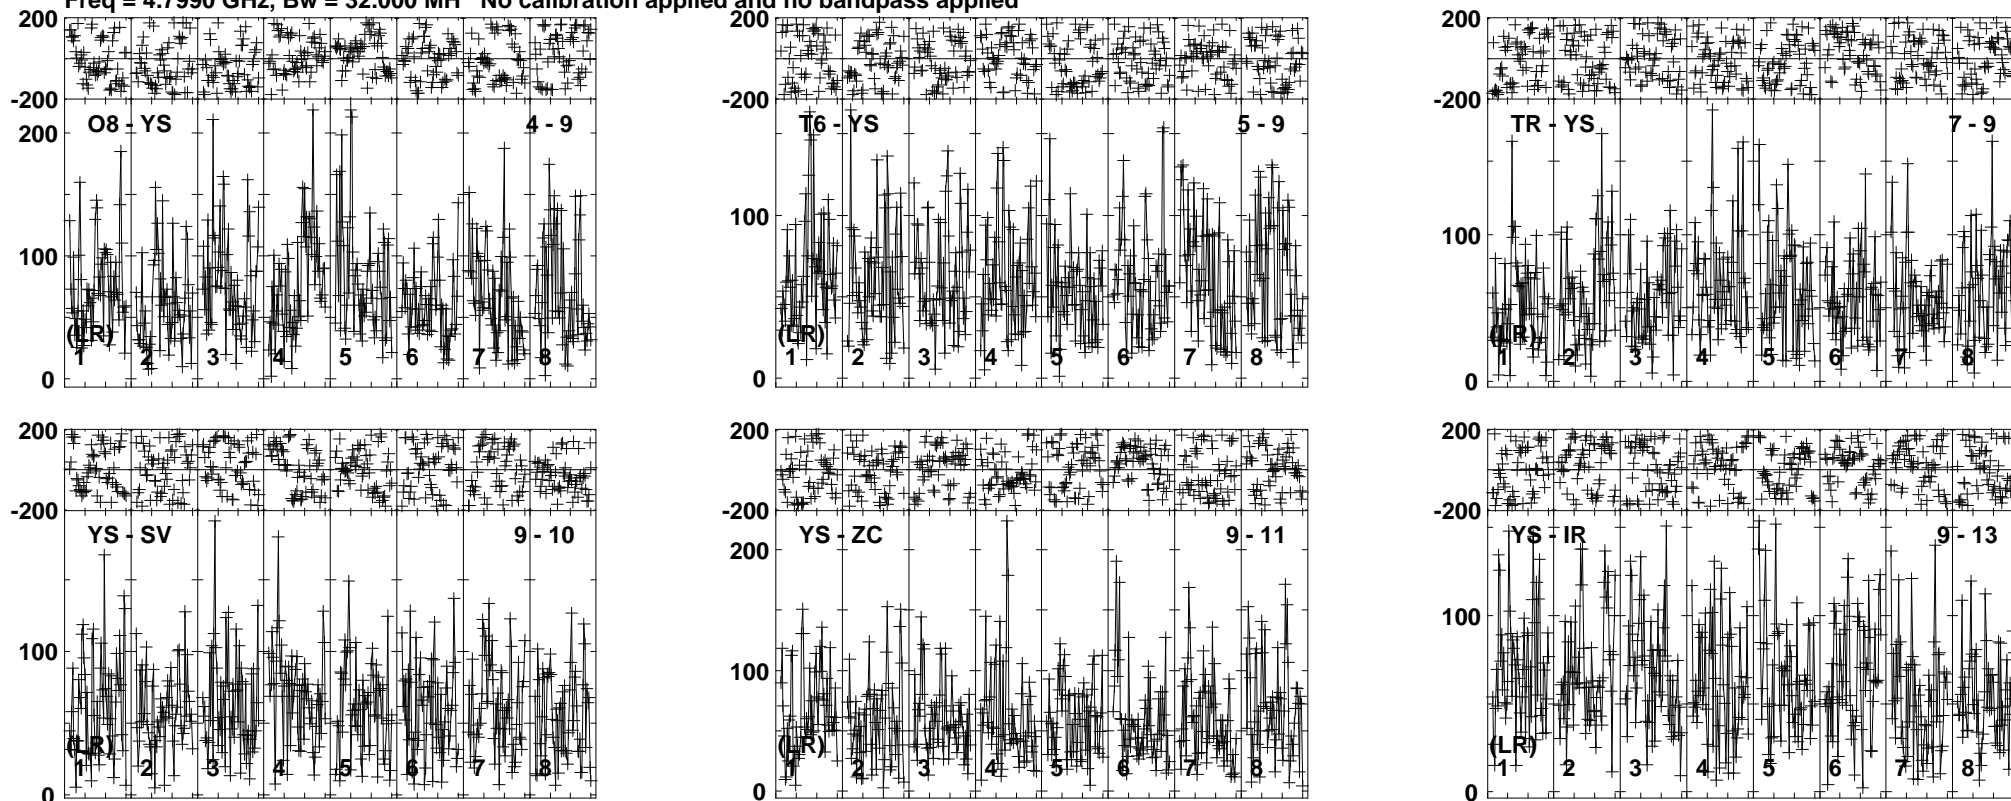 Freq = 4.7990 GHz, Bw = 32.000 MH No calibration applied and no bandpass applied
200 200 200
-200 -200 -200
O8 - YS 4 - 9 T6 - YS 5 - 9 TR - YS 7 - 9
200
100 100 100
(LR) (LR) (LR)
1 2 3 4 5 6 7 8 1 2 3 4 5 6 7 8 1 2 3 4 5 6 7 8
0 0 0
200 200 200
-200 -200 -200
YS - SV 9 - 10 YS - ZC 9 - 11 YS - IR 9 - 13
200
100 100 100
(LR) (LR) (LR)
1 2 3 4 5 6 7 8 1 2 3 4 5 6 7 8 1 2 3 4 5 6 7 8
0 0 0